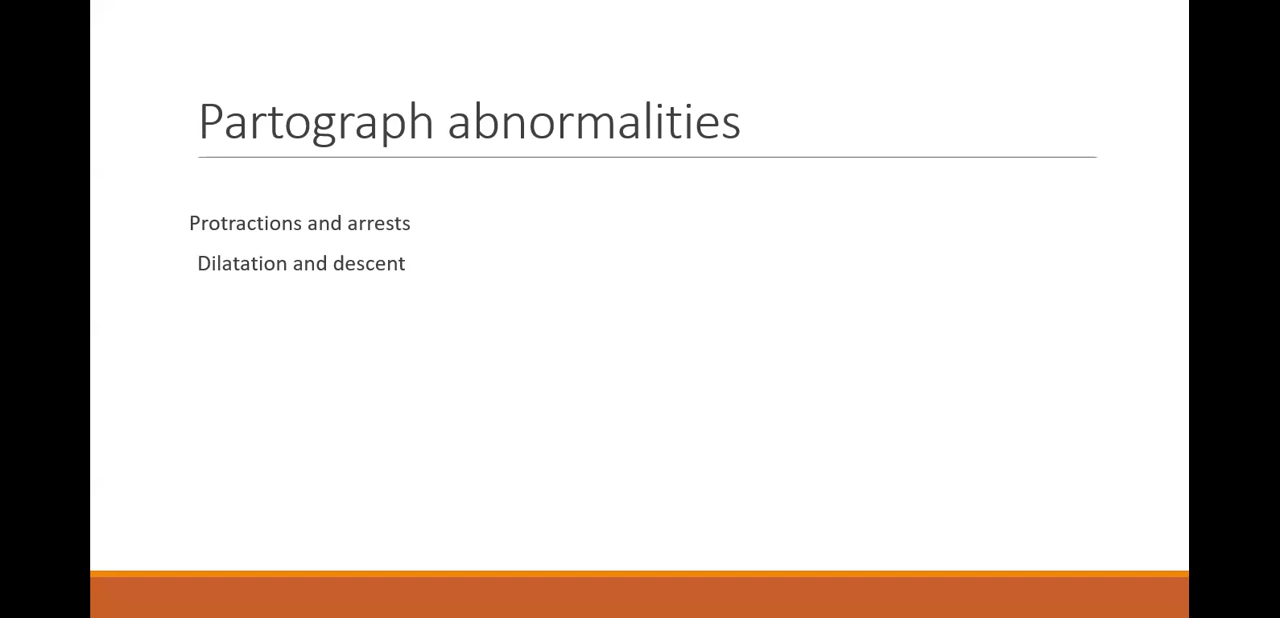 Partograph abnormalities
Protractions and arrests
Dilatation and descent